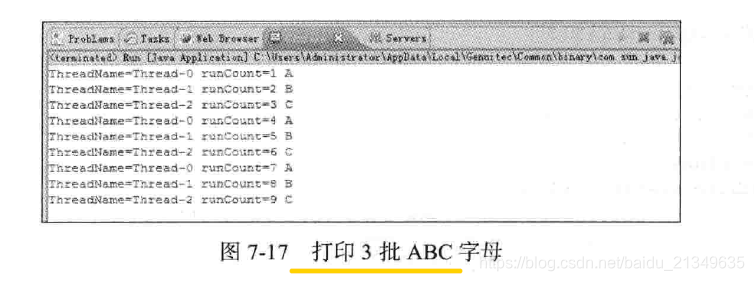 Problems Tasks Web Browser Servers
<terminated> Run [Java Application] C:\Users\Administrator\AppData\Local\Genuitec\Common\binary\com.sun.java.j
ThreadName=Thread-0 runCount=1 A
ThreadName=Thread-1 runCount=2 B
ThreadName=Thread-2 runCount=3 C
ThreadName=Thread-0 runCount=4 A
ThreadName=Thread-1 runCount=5 B
ThreadName=Thread-2 runCount=6 C
ThreadName=Thread-0 runCount=7 A
ThreadName=Thread-1 runCount=8 B
ThreadName=Thread-2 runCount=9 C
图 7-17 打印 3 批 ABC 字母
https://blog.csdn.net/baidu_21349635